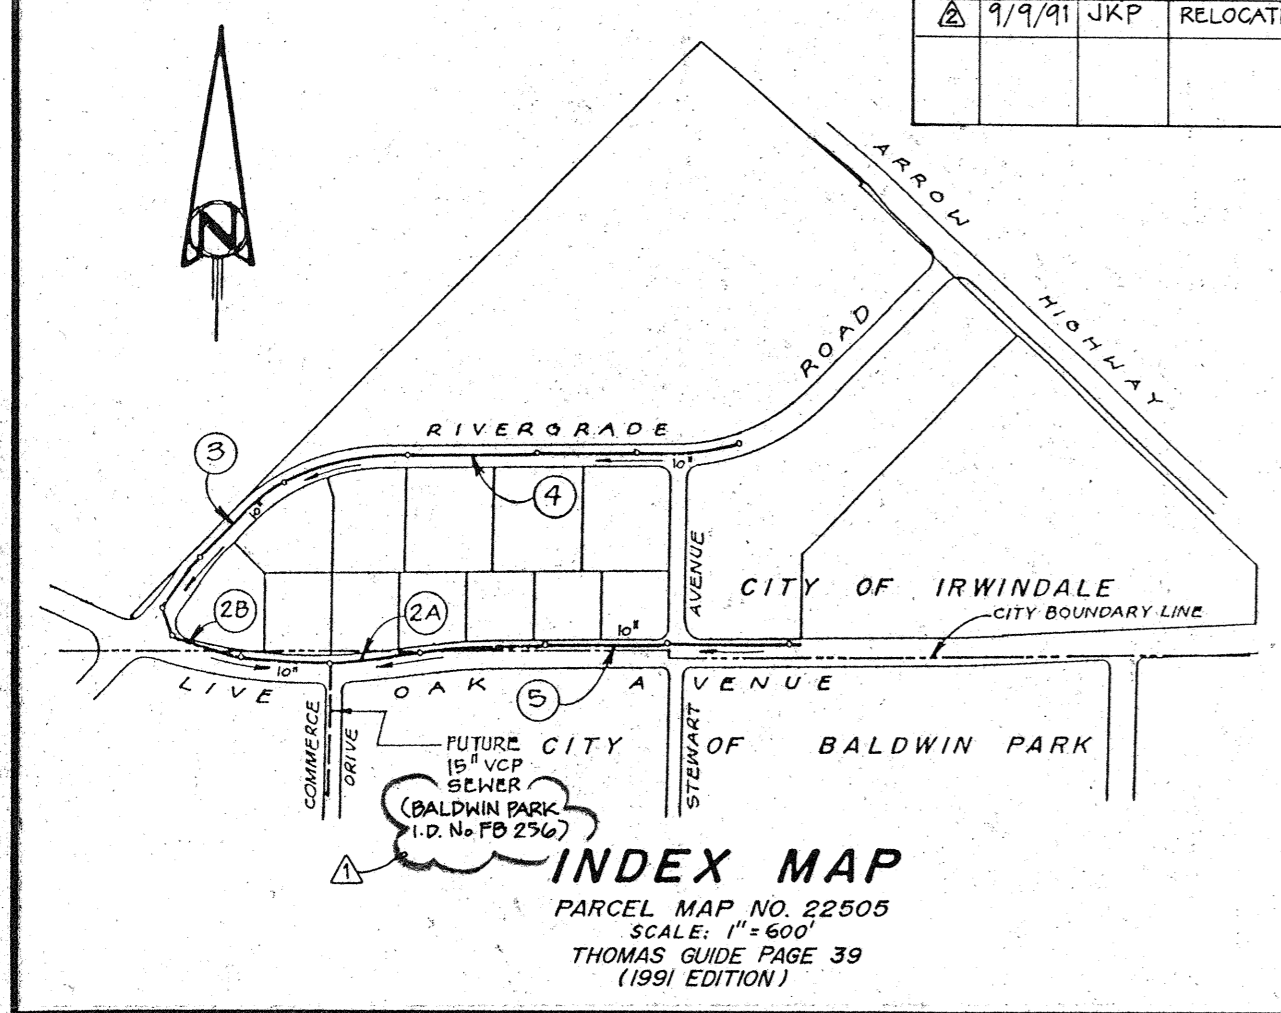 2 9/9/91 JKP
N
ARROW HIGHWAY
RIVERGRADE ROAD
10"
3
4
10"
AVENUE
CITY OF IRWINDALE
CITY BOUNDARY LINE
2B
2A
10"
10"
LIVE OAK AVENUE
5
COMMERCE
DRIVE
STEWART
FUTURE
15" VCP
SEWER
(BALDWIN PARK
I.D. No FB 256)
1
CITY OF BALDWIN PARK
INDEX MAP
PARCEL MAP NO. 22505
SCALE: 1"=600'
THOMAS GUIDE PAGE 39
(1991 EDITION)